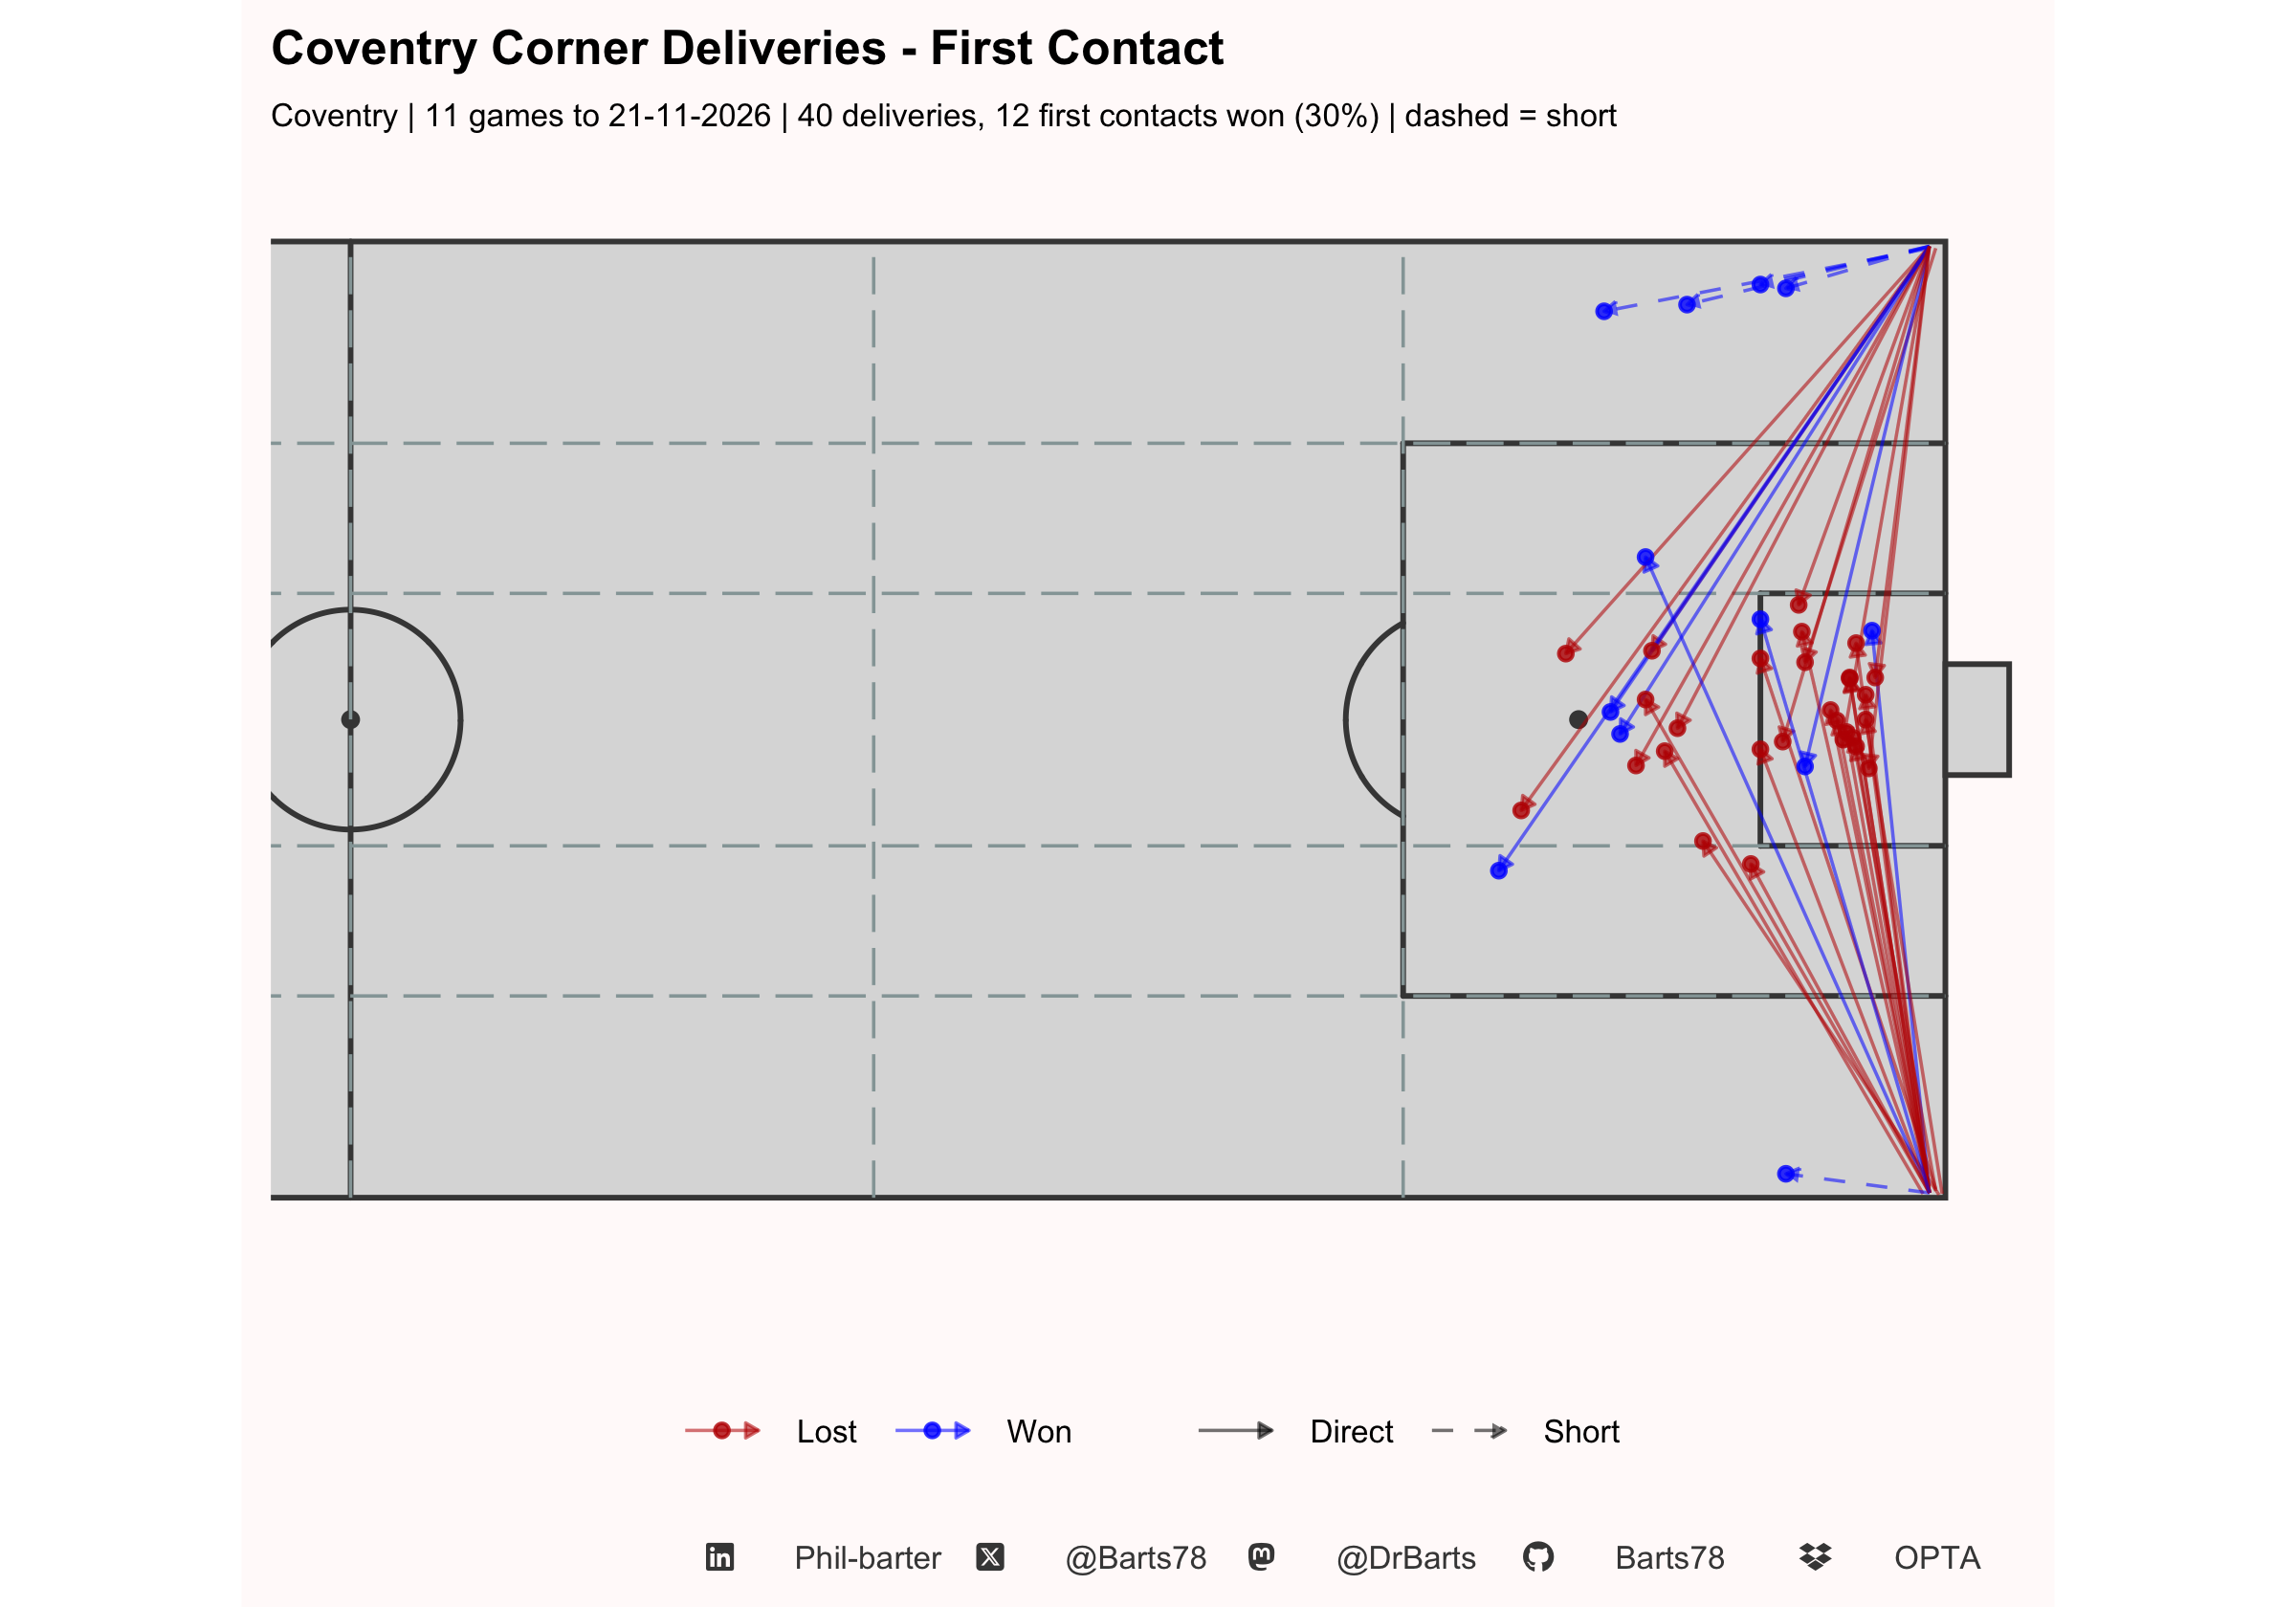 Coventry Corner Deliveries - First Contact
Coventry | 11 games to 21-11-2026 | 40 deliveries, 12 first contacts won (30%) | dashed = short
Lost Won Direct Short
Phil-barter @Barts78 @DrBarts Barts78 OPTA